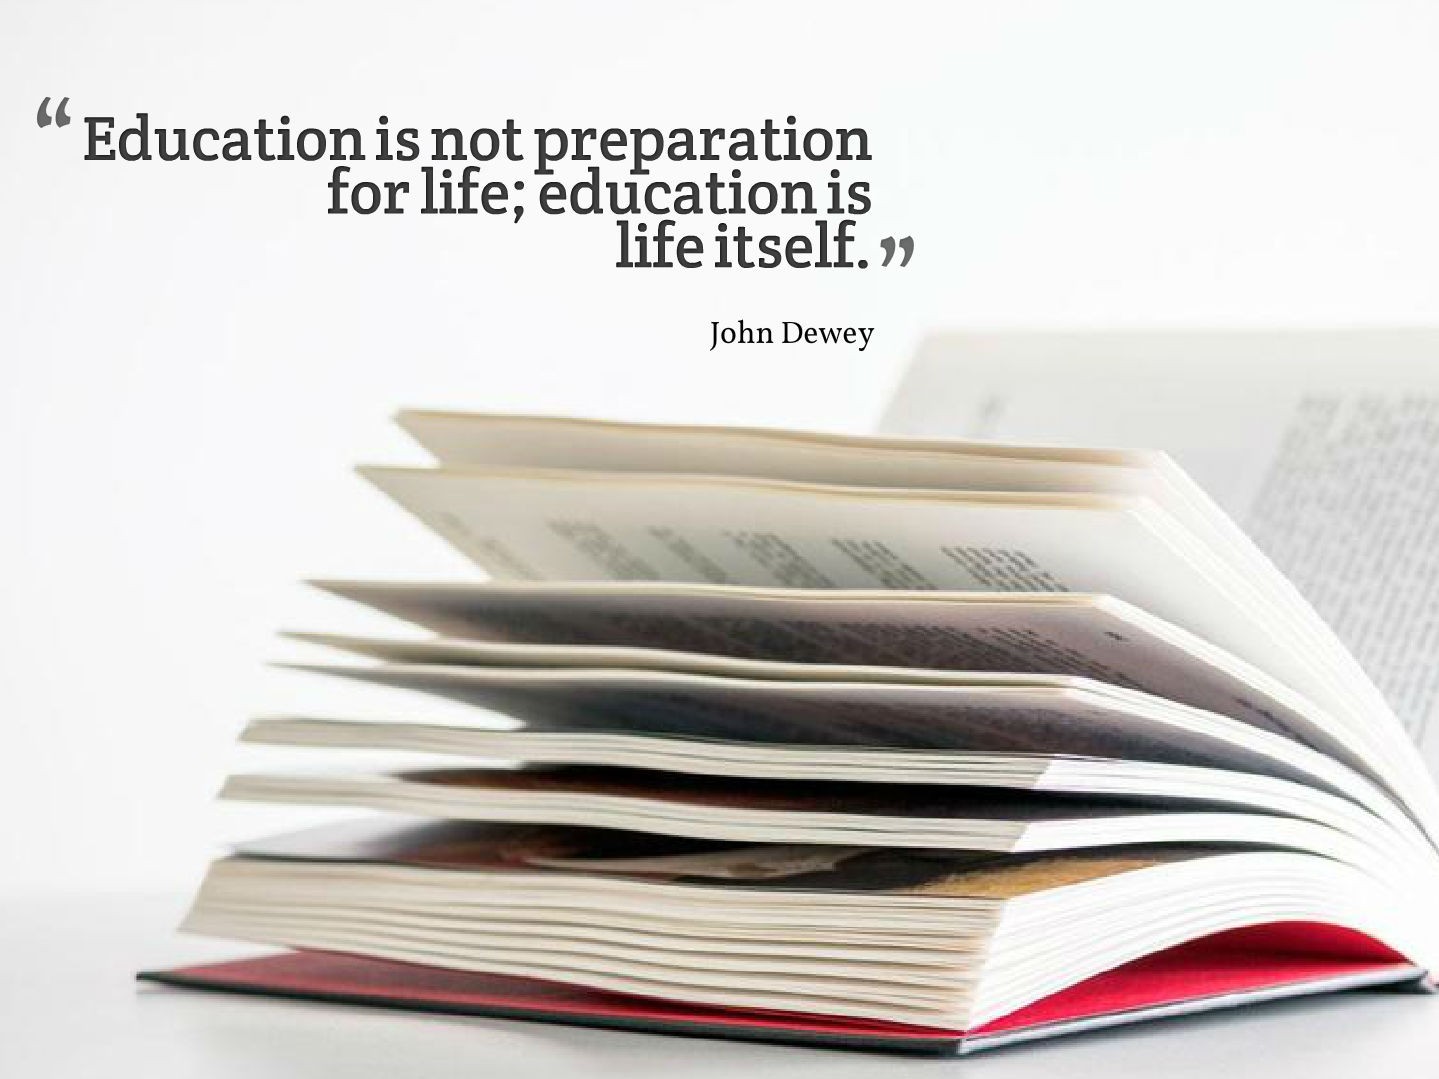 “Education is not preparation
for life; education is
life itself.”
John Dewey